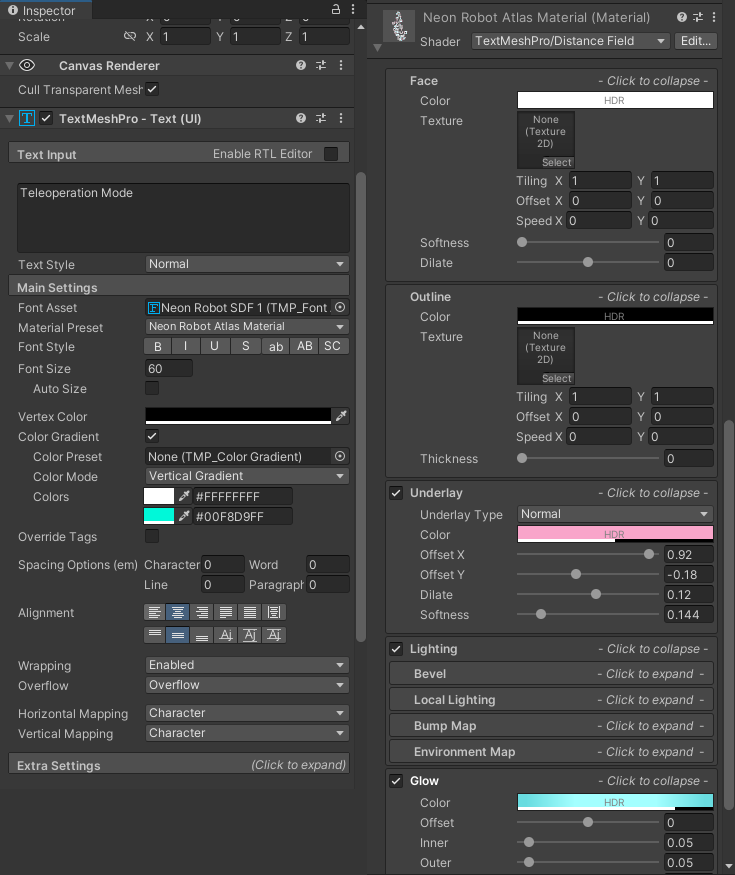 Inspector
Rotation
Scale X 1 Y 1 Z 1
Canvas Renderer
Cull Transparent Mesh
TextMeshPro - Text (UI)
Text Input Enable RTL Editor
Teleoperation Mode
Text Style Normal
Main Settings
Font Asset Neon Robot SDF 1 (TMP_Font
Material Preset Neon Robot Atlas Material
Font Style B I U S ab AB SC
Font Size 60
Auto Size
Vertex Color
Color Gradient
Color Preset None (TMP_Color Gradient)
Color Mode Vertical Gradient
Colors #FFFFFFFF
#00F8D9FF
Override Tags
Spacing Options (em) Character 0 Word 0
Line 0 Paragraph 0
Alignment
Wrapping Enabled
Overflow Overflow
Horizontal Mapping Character
Vertical Mapping Character
Extra Settings (Click to expand)
Neon Robot Atlas Material (Material)
Shader TextMeshPro/Distance Field Edit...
Face - Click to collapse -
Color HDR
Texture None
(Texture
2D)
Select
Tiling X 1 Y 1
Offset X 0 Y 0
Speed X 0 Y 0
Softness 0
Dilate 0
Outline - Click to collapse -
Color HDR
Texture None
(Texture
2D)
Select
Tiling X 1 Y 1
Offset X 0 Y 0
Speed X 0 Y 0
Thickness 0
Underlay - Click to collapse -
Underlay Type Normal
Color HDR
Offset X 0.92
Offset Y -0.18
Dilate 0.12
Softness 0.144
Lighting - Click to collapse -
Bevel - Click to expand -
Local Lighting - Click to expand -
Bump Map - Click to expand -
Environment Map - Click to expand -
Glow - Click to collapse -
Color HDR
Offset 0
Inner 0.05
Outer 0.05